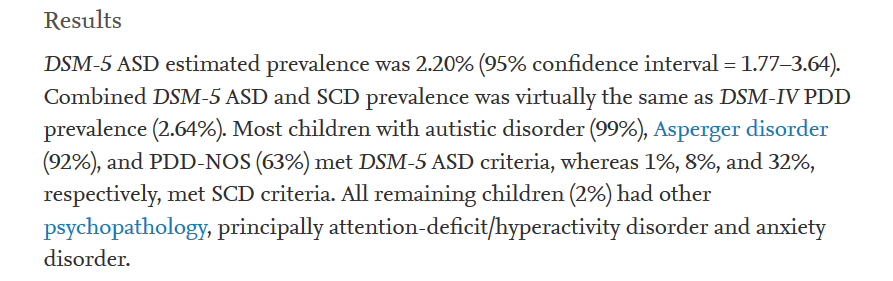 Results
DSM-5 ASD estimated prevalence was 2.20% (95% confidence interval = 1.77–3.64).
Combined DSM-5 ASD and SCD prevalence was virtually the same as DSM-IV PDD
prevalence (2.64%). Most children with autistic disorder (99%), Asperger disorder
(92%), and PDD-NOS (63%) met DSM-5 ASD criteria, whereas 1%, 8%, and 32%,
respectively, met SCD criteria. All remaining children (2%) had other
psychopathology, principally attention-deficit/hyperactivity disorder and anxiety
disorder.